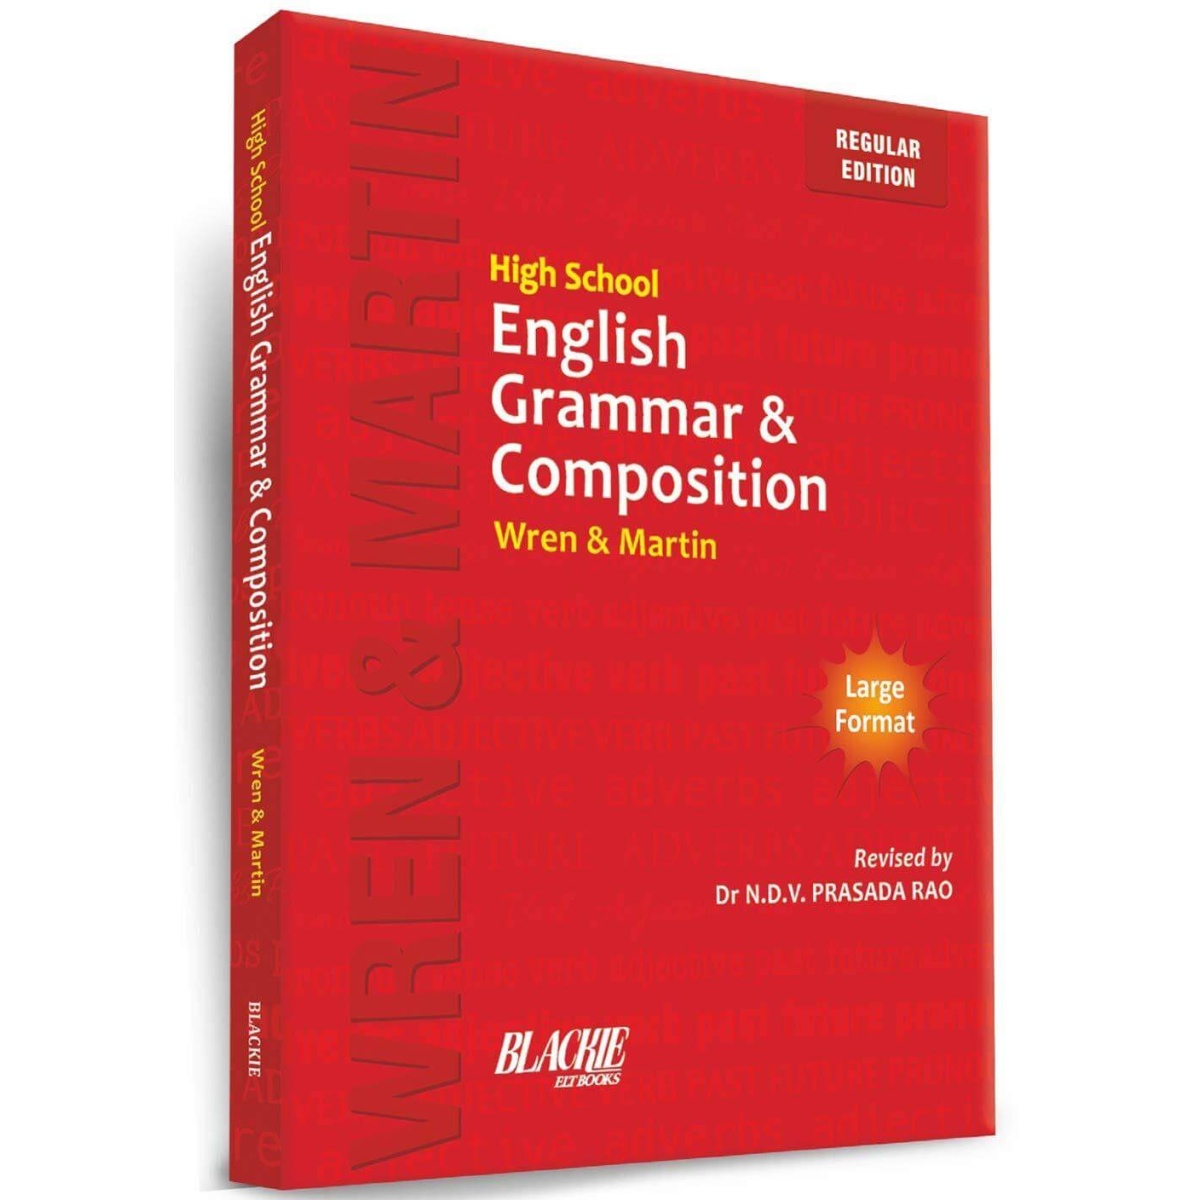 High School English Grammar & Composition Wren & Martin BLACKIE
WREN & MARTIN
REGULAR
EDITION
High School
English
Grammar &
Composition
Wren & Martin
Large
Format
Revised by
Dr N.D.V. PRASADA RAO
BLACKIE
ELT BOOKS